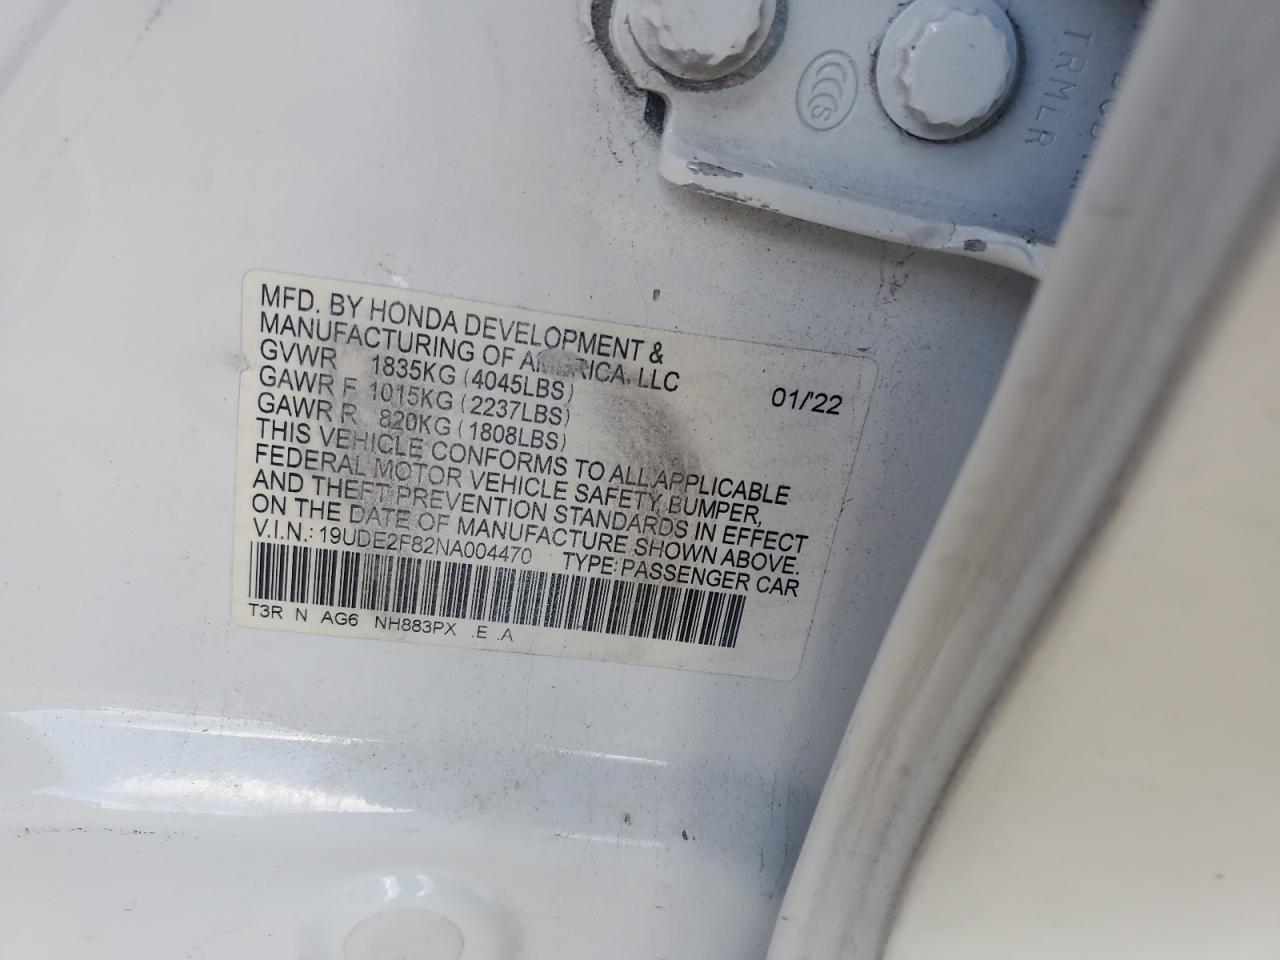 TRMLR
MFD. BY HONDA DEVELOPMENT &
MANUFACTURING OF AMERICA, LLC
01/'22
GVWR 1835KG (4045LBS)
GAWR F 1015KG (2237LBS)
GAWR R 820KG (1808LBS)
THIS VEHICLE CONFORMS TO ALL APPLICABLE
FEDERAL MOTOR VEHICLE SAFETY, BUMPER,
AND THEFT PREVENTION STANDARDS IN EFFECT
ON THE DATE OF MANUFACTURE SHOWN ABOVE.
V.I.N.: 19UDE2F82NA004470 TYPE: PASSENGER CAR
T3R N AG6 NH883PX .E .A